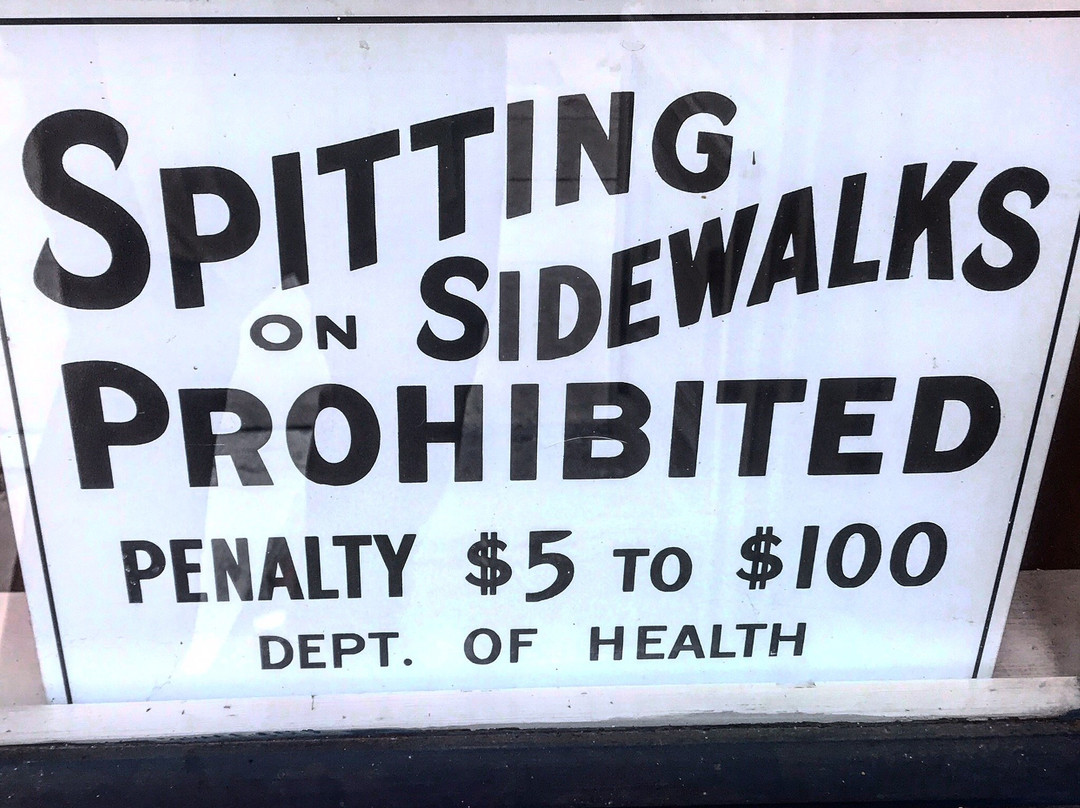 SPITTING
ON SIDEWALKS
PROHIBITED
PENALTY $5 TO $100
DEPT. OF HEALTH